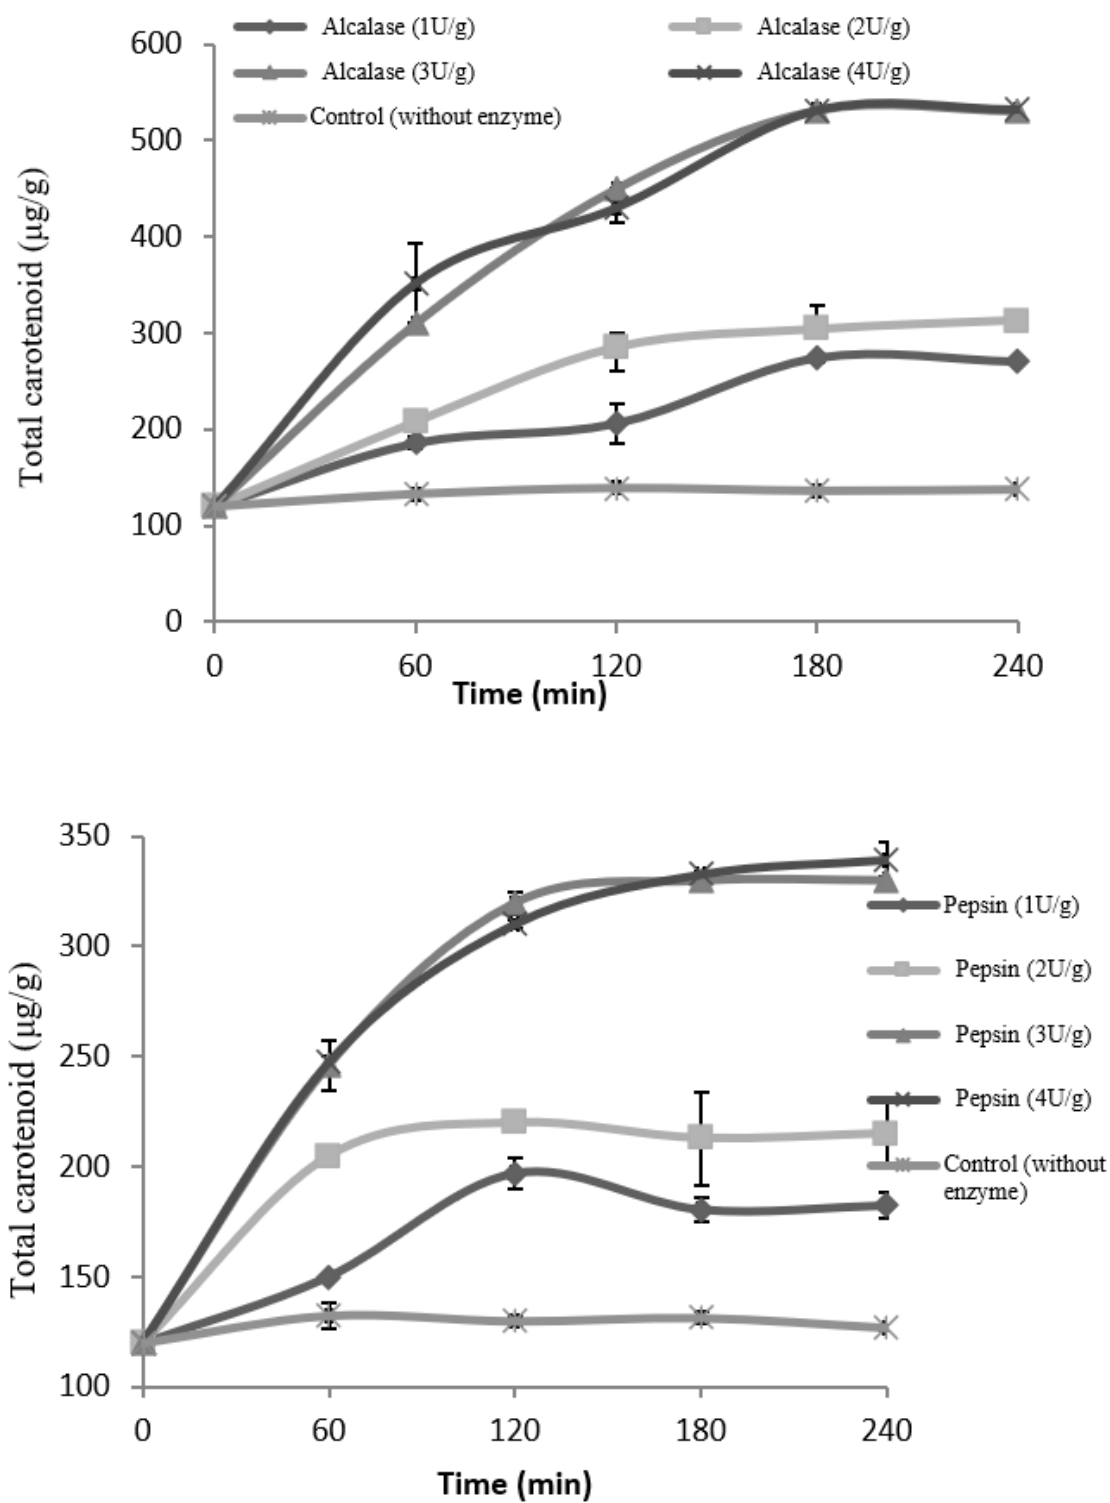 Alcalase (1U/g)
Alcalase (2U/g)
Alcalase (3U/g)
Alcalase (4U/g)
Control (without enzyme)
Total carotenoid (µg/g)
600
500
400
300
200
100
0
0
60
120
180
240
Time (min)
Total carotenoid (µg/g)
350
300
250
200
150
100
Pepsin (1U/g)
Pepsin (2U/g)
Pepsin (3U/g)
Pepsin (4U/g)
Control (without
enzyme)
0
60
120
180
240
Time (min)